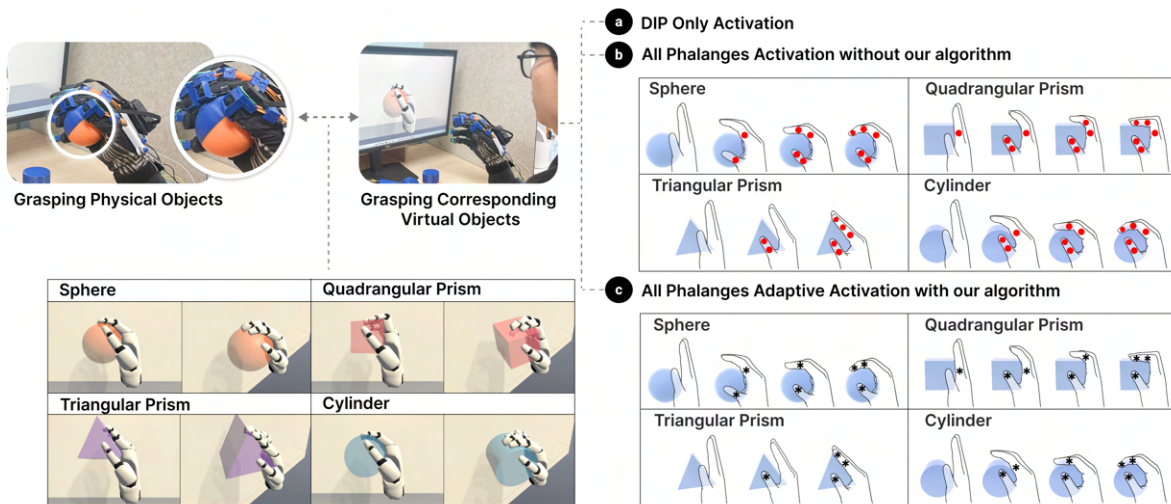 Grasping Physical Objects
Grasping Corresponding
Virtual Objects
Sphere
Quadrangular Prism
Triangular Prism
Cylinder
a DIP Only Activation
b All Phalanges Activation without our algorithm
Sphere
Quadrangular Prism
Triangular Prism
Cylinder
c All Phalanges Adaptive Activation with our algorithm
Sphere
Quadrangular Prism
Triangular Prism
Cylinder